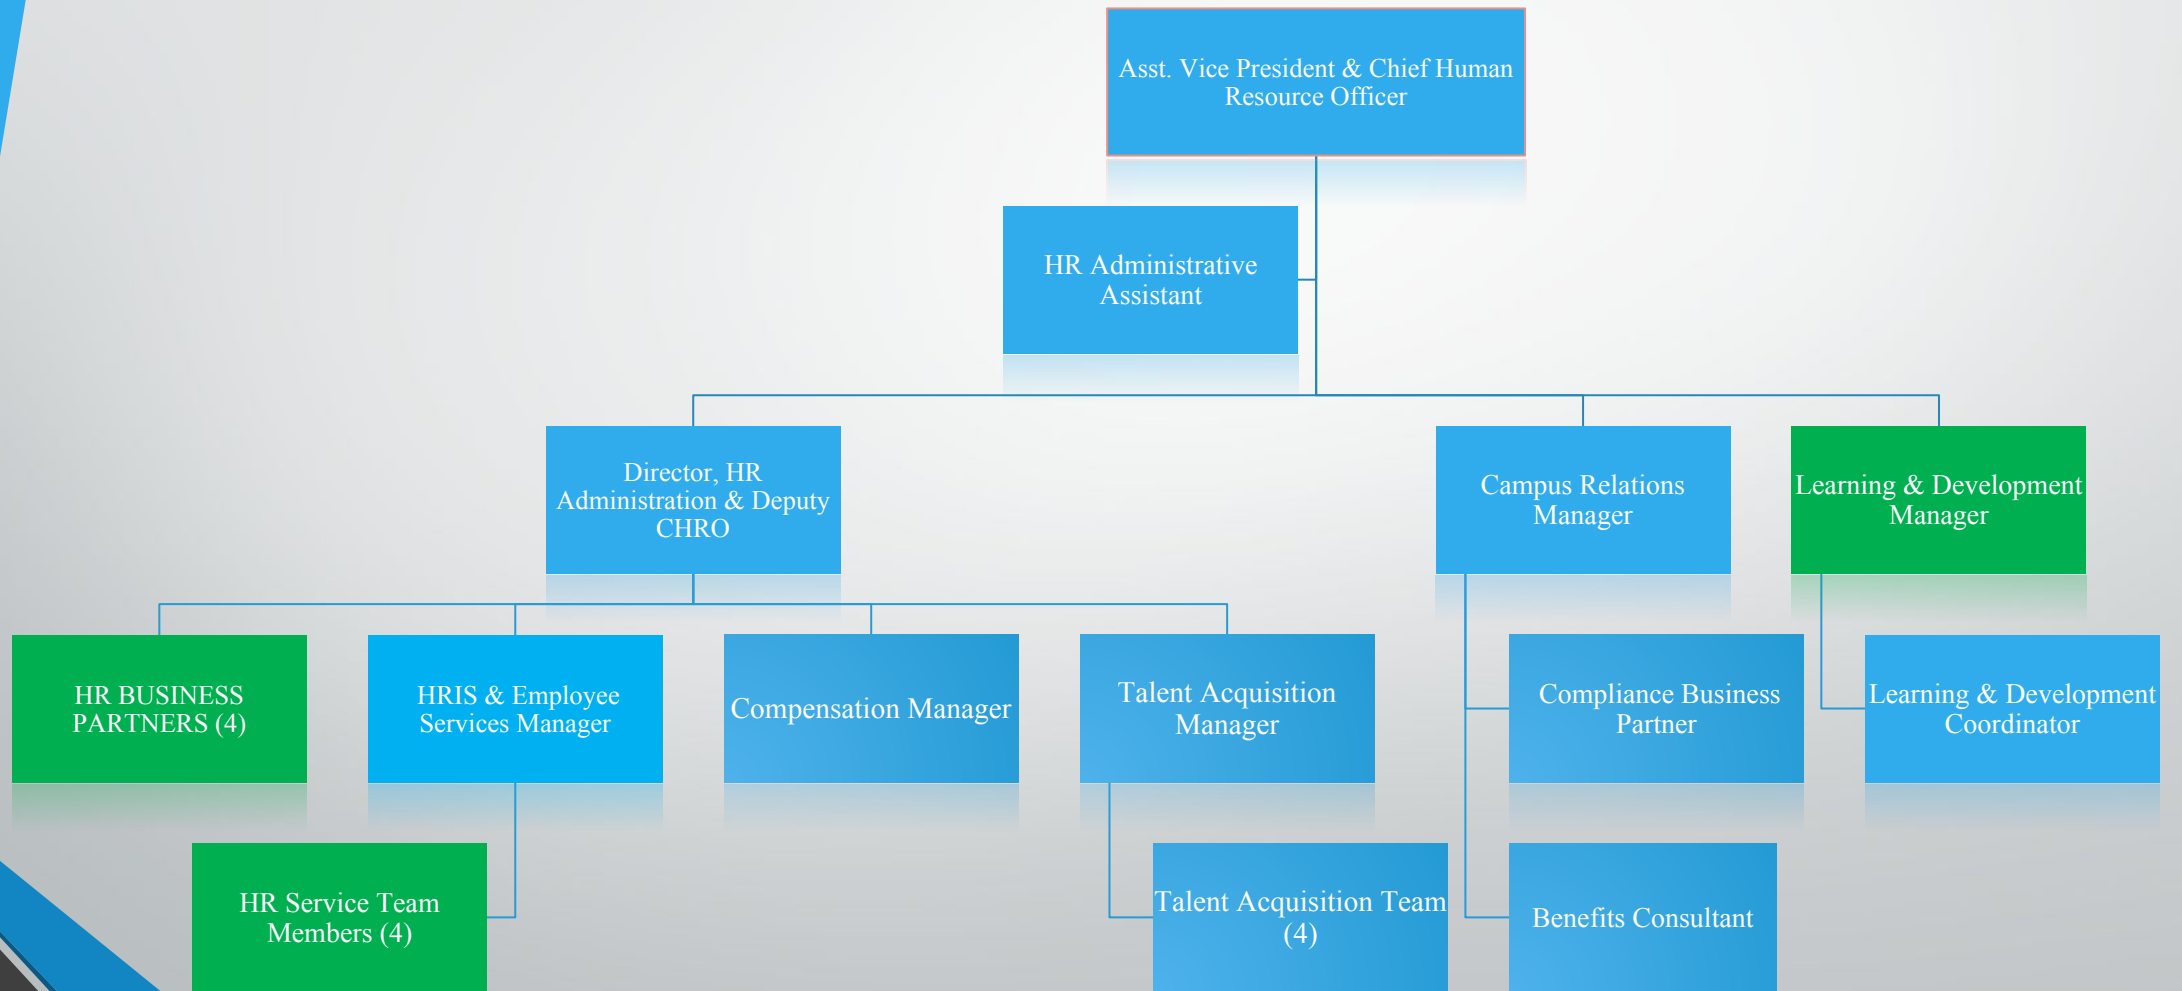 Asst. Vice President & Chief Human
Resource Officer
HR Administrative
Assistant
Director, HR
Administration & Deputy
CHRO
Campus Relations
Manager
Learning & Development
Manager
HR BUSINESS
PARTNERS (4)
HRIS & Employee
Services Manager
Compensation Manager
Talent Acquisition
Manager
Compliance Business
Partner
Learning & Development
Coordinator
HR Service Team
Members (4)
Talent Acquisition Team
(4)
Benefits Consultant